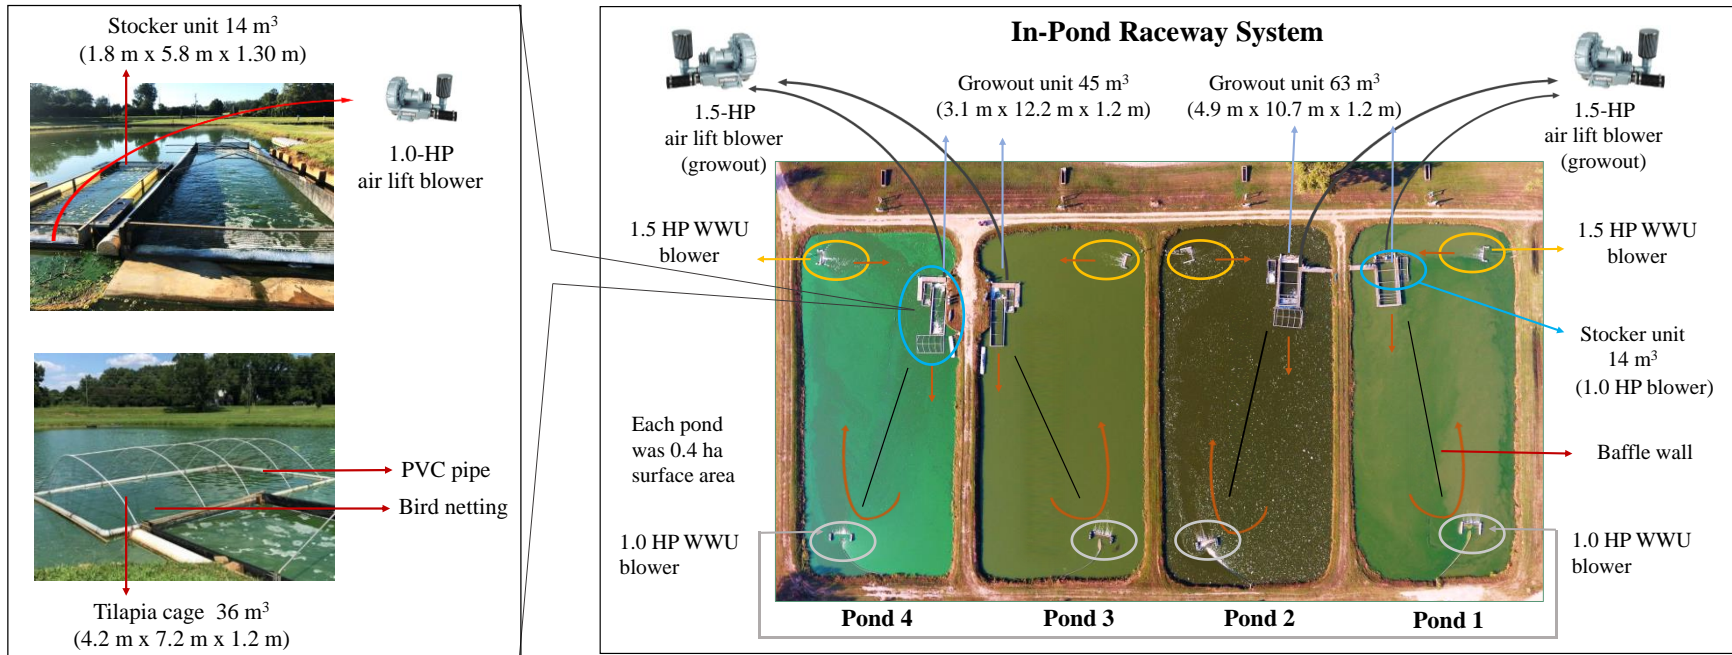 Stocker unit 14 m³
(1.8 m x 5.8 m x 1.30 m)
1.0-HP
air lift blower
PVC pipe
Bird netting
Tilapia cage  36 m³
(4.2 m x 7.2 m x 1.2 m)
In-Pond Raceway System
1.5-HP
air lift blower
(growout)
Growout unit 45 m³
(3.1 m x 12.2 m x 1.2 m)
Growout unit 63 m³
(4.9 m x 10.7 m x 1.2 m)
1.5-HP
air lift blower
(growout)
1.5 HP WWU
blower
1.5 HP WWU
blower
Stocker unit
14 m³
(1.0 HP blower)
Each pond
was 0.4 ha
surface area
Baffle wall
1.0 HP WWU
blower
1.0 HP WWU
blower
Pond 4
Pond 3
Pond 2
Pond 1